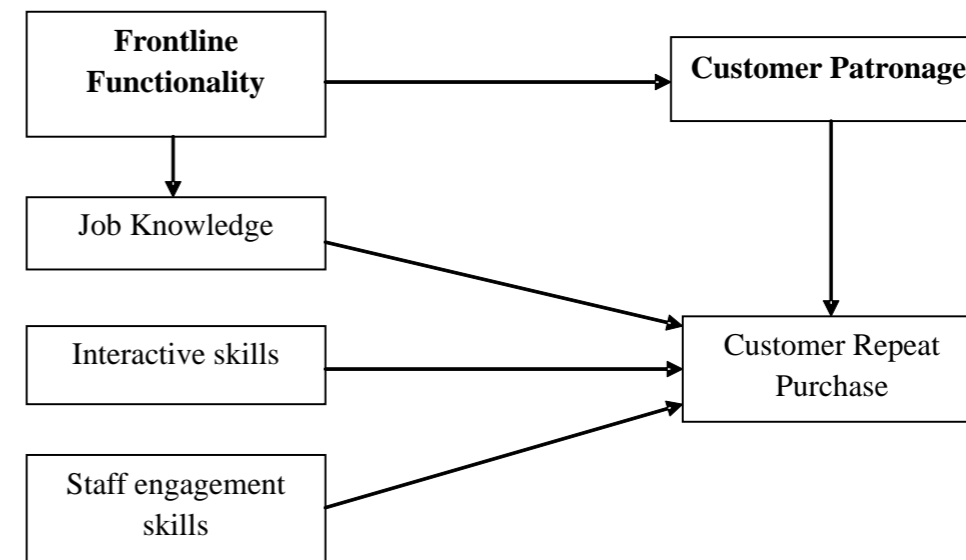 Frontline
Functionality
Customer Patronage
Job Knowledge
Interactive skills
Customer Repeat
Purchase
Staff engagement
skills